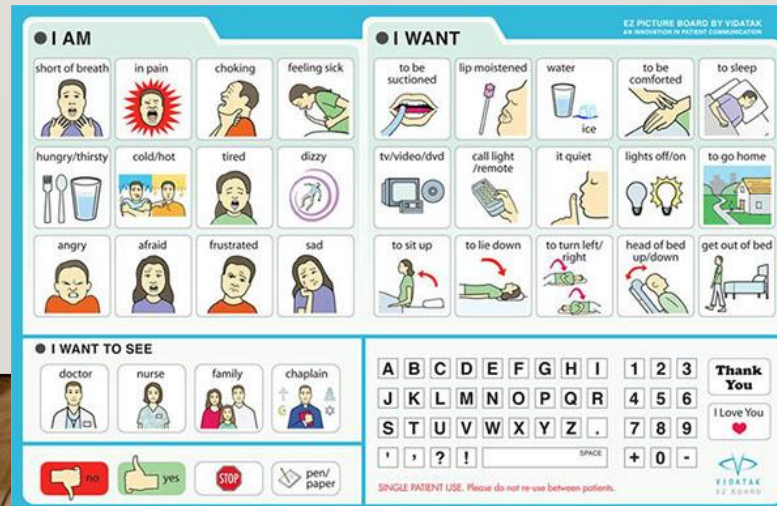 EZ PICTURE BOARD BY VIDATAK
AN INNOVATION IN PATIENT COMMUNICATION
I AM
short of breath
in pain
choking
feeling sick
hungry/thirsty
cold/hot
tired
dizzy
angry
afraid
frustrated
sad
I WANT
to be
suctioned
lip moistened
water
ice
to be
comforted
to sleep
tv/video/dvd
call light
/remote
it quiet
lights off/on
to go home
to sit up
to lie down
to turn left/
right
head of bed
up/down
get out of bed
I WANT TO SEE
doctor
nurse
family
chaplain
no
yes
STOP
pen/
paper
A B C D E F G H I
J K L M N O P Q R
S T U V W X Y Z .
' , ? ! SPACE
1 2 3
4 5 6
7 8 9
+ 0 -
Thank
You
I Love You
SINGLE PATIENT USE. Please do not re-use between patients.
VIDATAK
EZ BOARD